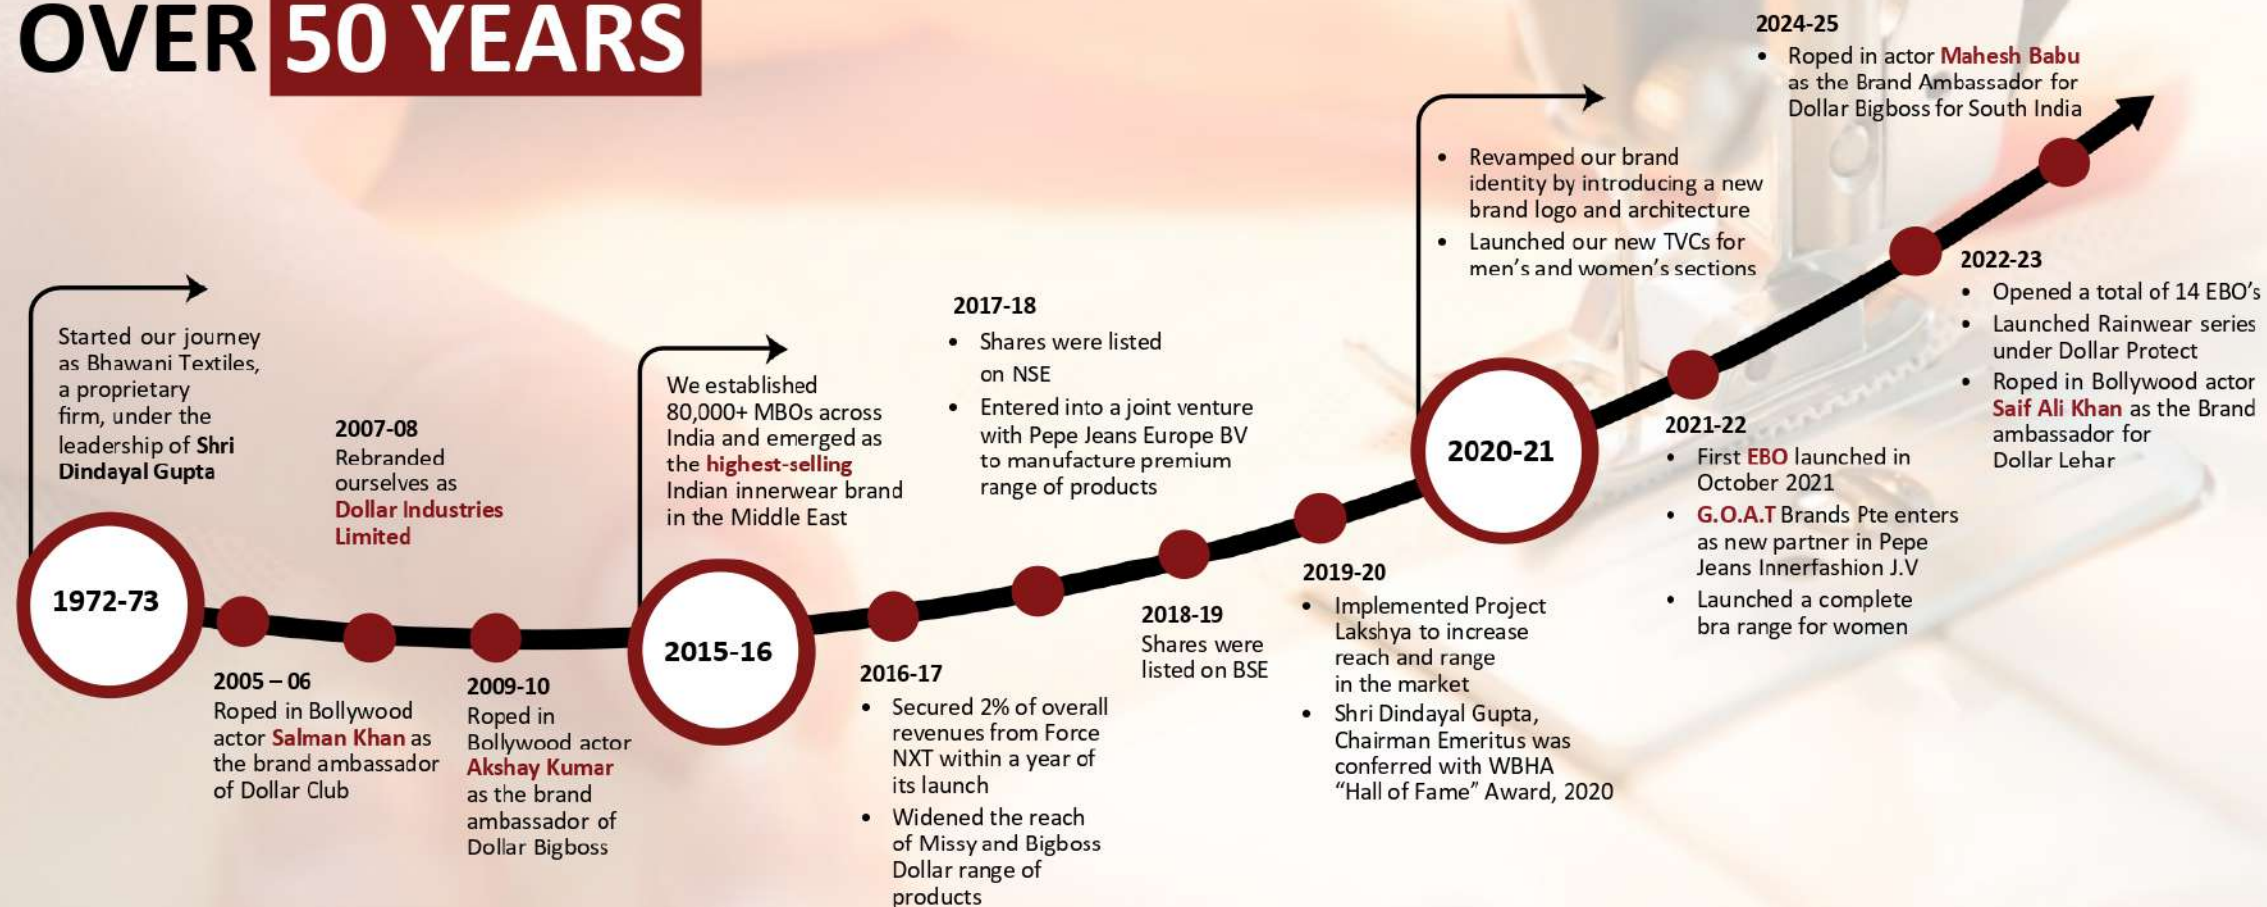 OVER 50 YEARS
Started our journey
as Bhawani Textiles,
a proprietary
firm, under the
leadership of Shri
Dindayal Gupta
1972-73
2005 – 06
Roped in Bollywood
actor Salman Khan as
the brand ambassador
of Dollar Club
2007-08
Rebranded
ourselves as
Dollar Industries
Limited
2009-10
Roped in
Bollywood actor
Akshay Kumar
as the brand
ambassador of
Dollar Bigboss
We established
80,000+ MBOs across
India and emerged as
the highest-selling
Indian innerwear brand
in the Middle East
2015-16
2016-17
• Secured 2% of overall
revenues from Force
NXT within a year of
its launch
• Widened the reach
of Missy and Bigboss
Dollar range of
products
2017-18
• Shares were listed
on NSE
• Entered into a joint venture
with Pepe Jeans Europe BV
to manufacture premium
range of products
2018-19
Shares were
listed on BSE
2019-20
• Implemented Project
Lakshya to increase
reach and range
in the market
• Shri Dindayal Gupta,
Chairman Emeritus was
conferred with WBHA
“Hall of Fame” Award, 2020
• Revamped our brand
identity by introducing a new
brand logo and architecture
• Launched our new TVCs for
men’s and women’s sections
2020-21
2021-22
• First EBO launched in
October 2021
• G.O.A.T Brands Pte enters
as new partner in Pepe
Jeans Innerfashion J.V
• Launched a complete
bra range for women
2022-23
• Opened a total of 14 EBO’s
• Launched Rainwear series
under Dollar Protect
• Roped in Bollywood actor
Saif Ali Khan as the Brand
ambassador for
Dollar Lehar
2024-25
• Roped in actor Mahesh Babu
as the Brand Ambassador for
Dollar Bigboss for South India